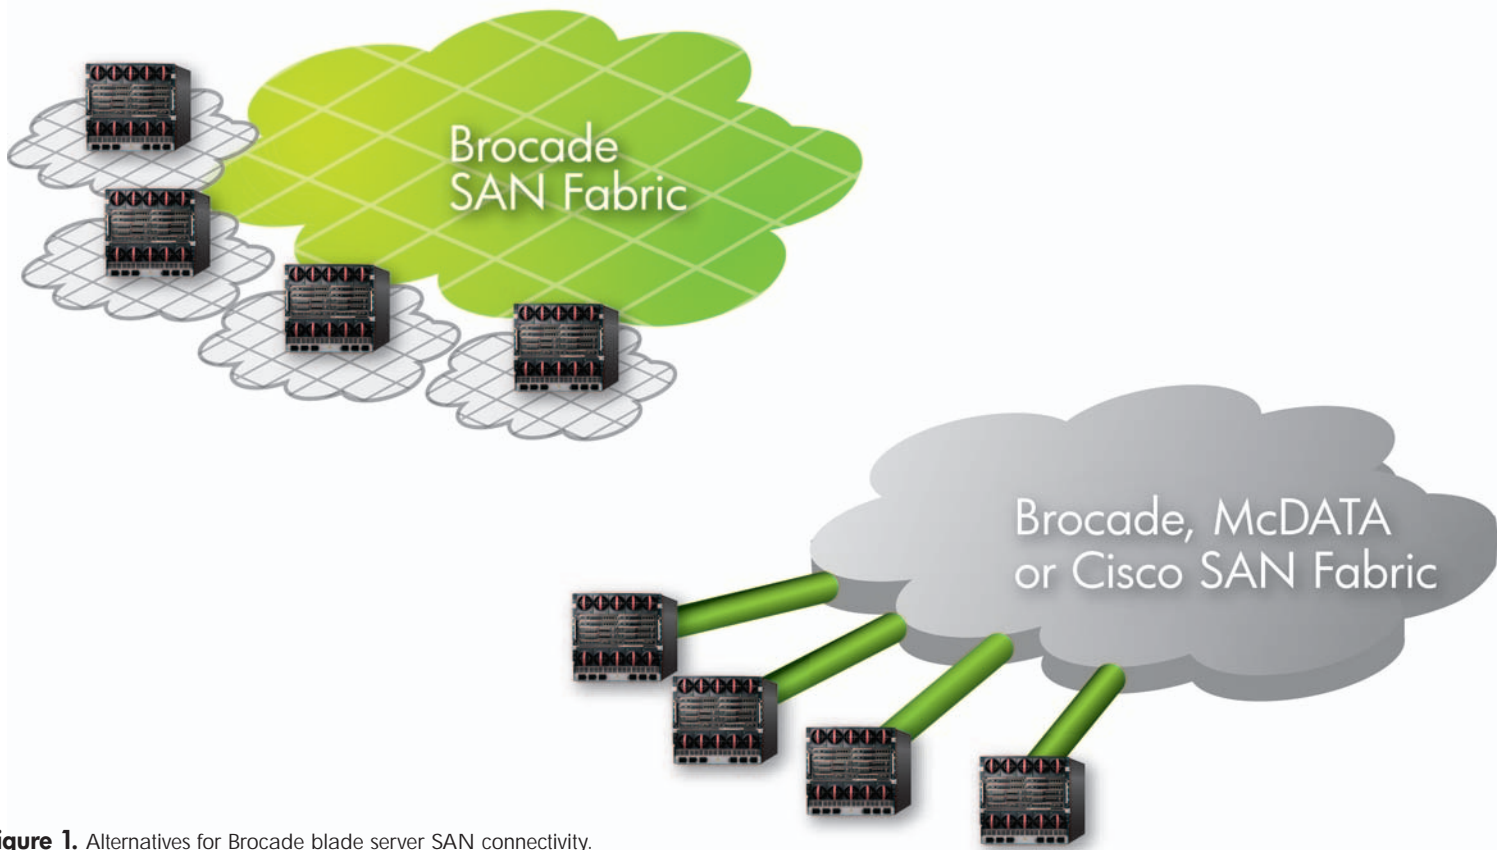 Brocade
SAN Fabric
Brocade, McDATA
or Cisco SAN Fabric
igure 1. Alternatives for Brocade blade server SAN connectivity.